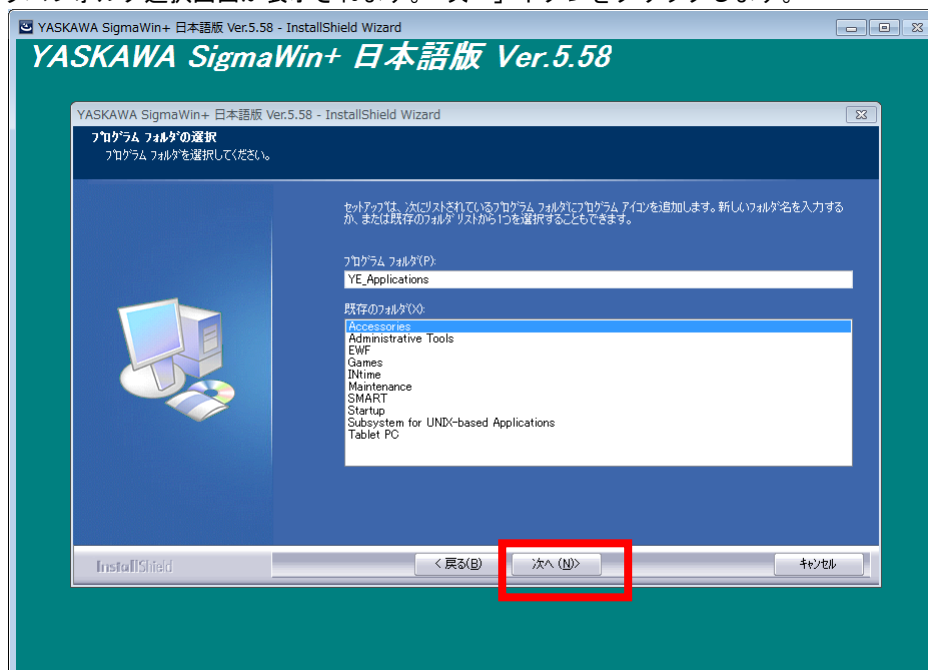 YASKAWA SigmaWin+ 日本語版 Ver.5.58 - InstallShield Wizard
YASKAWA SigmaWin+ 日本語版 Ver.5.58
YASKAWA SigmaWin+ 日本語版 Ver.5.58 - InstallShield Wizard
ﾌﾟﾛｸﾞﾗﾑ ﾌｫﾙﾀﾞの選択
ﾌﾟﾛｸﾞﾗﾑ ﾌｫﾙﾀﾞを選択してください。
ｾｯﾄｱｯﾌﾟは、次にﾘｽﾄされているﾌﾟﾛｸﾞﾗﾑ ﾌｫﾙﾀﾞにﾌﾟﾛｸﾞﾗﾑ ｱｲｺﾝを追加します。新しいﾌｫﾙﾀﾞ名を入力する
か、または既存のﾌｫﾙﾀﾞ ﾘｽﾄから1つを選択することもできます。
ﾌﾟﾛｸﾞﾗﾑ ﾌｫﾙﾀﾞ(P):
YE_Applications
既存のﾌｫﾙﾀﾞ(X):
Accessories
Administrative Tools
EWF
Games
INtime
Maintenance
SMART
Startup
Subsystem for UNIX-based Applications
Tablet PC
InstallShield
< 戻る(B)
次へ (N)>
ｷｬﾝｾﾙ